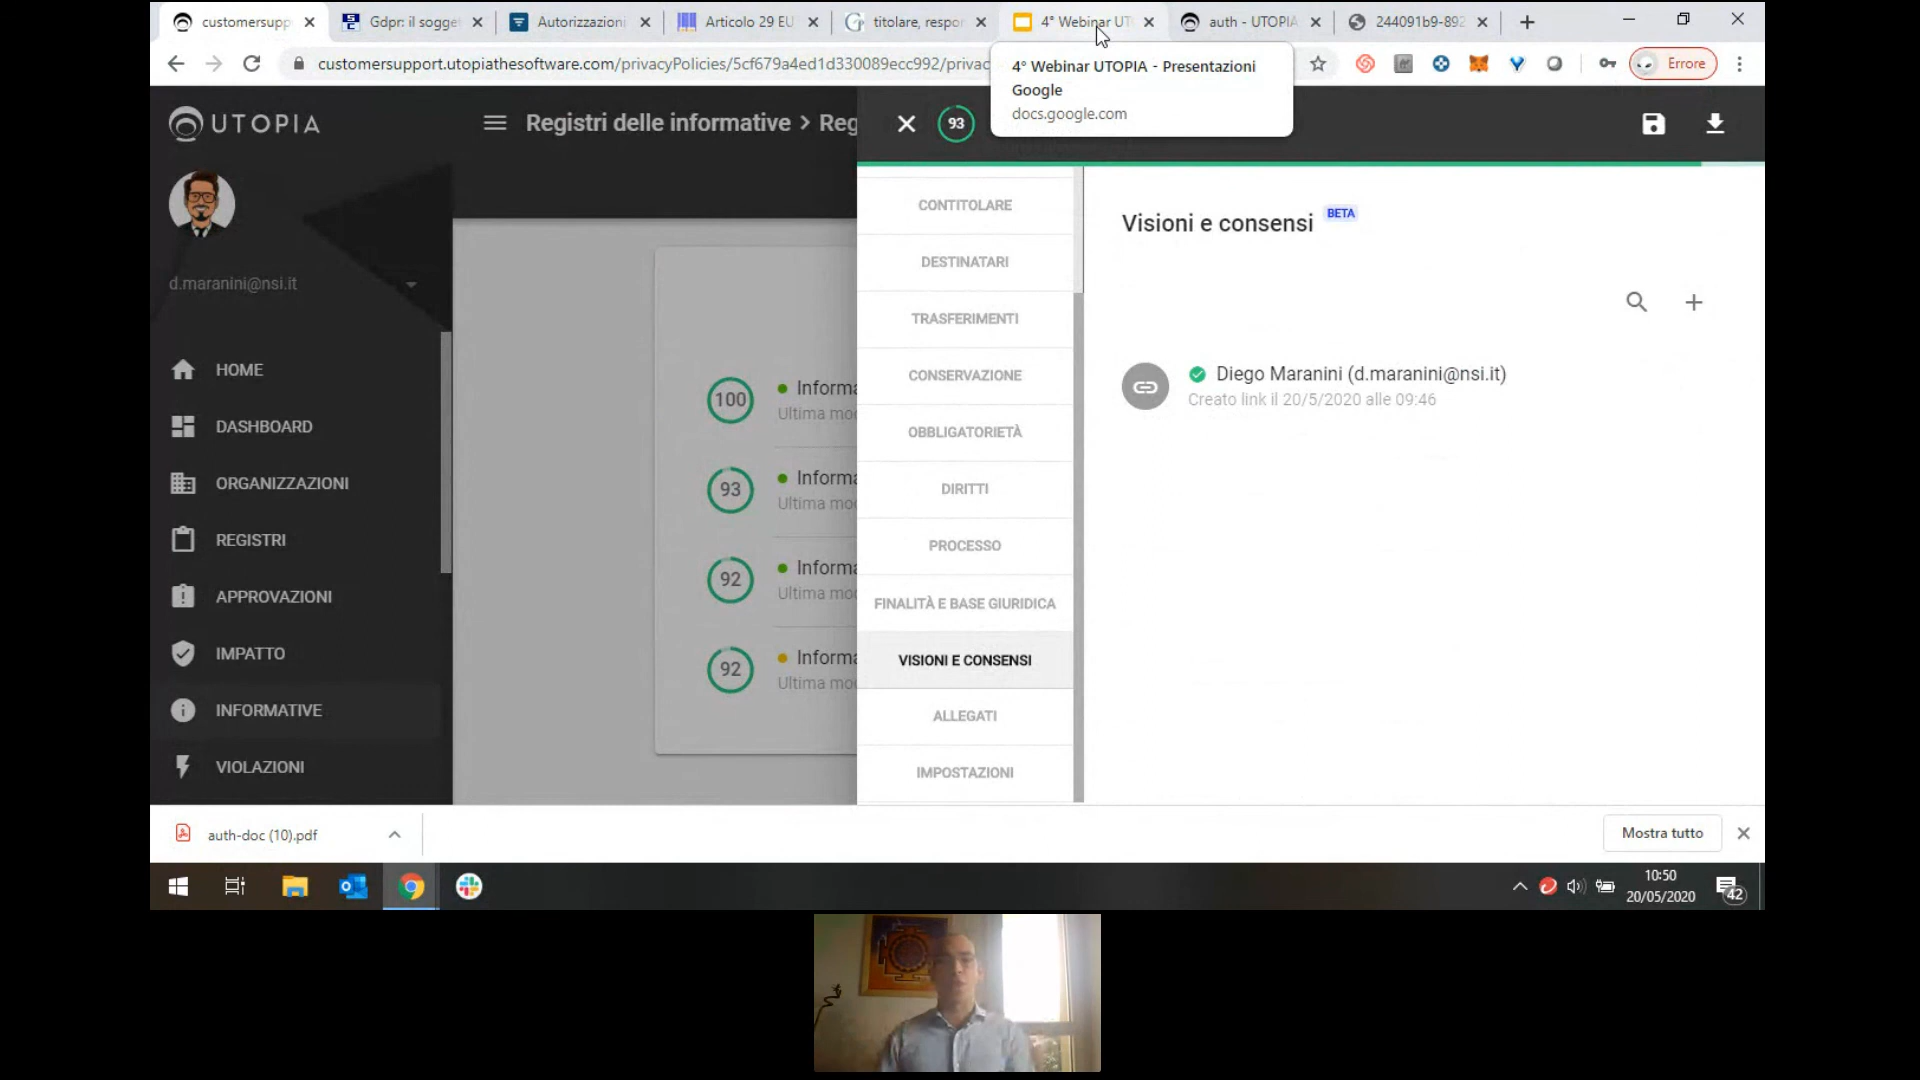 customersupp
Gdpr: il sogge
Autorizzazioni
Articolo 29 EU
titolare, respo
4° Webinar UT
auth - UTOPIA
244091b9-892
customersupport.utopiathesoftware.com/privacyPolicies/5cf679a4ed1d330089ecc992/privac
Errore
4° Webinar UTOPIA - Presentazioni
Google
docs.google.com
UTOPIA
Registri delle informative > Reg
93
d.maranini@nsi.it
HOME
DASHBOARD
ORGANIZZAZIONI
REGISTRI
APPROVAZIONI
IMPATTO
INFORMATIVE
VIOLAZIONI
100
Informa
Ultima mo
93
Informa
Ultima mo
92
Informa
Ultima mo
92
Informa
Ultima mo
CONTITOLARE
DESTINATARI
TRASFERIMENTI
CONSERVAZIONE
OBBLIGATORIETÀ
DIRITTI
PROCESSO
FINALITÀ E BASE GIURIDICA
VISIONI E CONSENSI
ALLEGATI
IMPOSTAZIONI
Visioni e consensi BETA
Diego Maranini (d.maranini@nsi.it)
Creato link il 20/5/2020 alle 09:46
auth-doc (10).pdf
Mostra tutto
10:50
20/05/2020
42